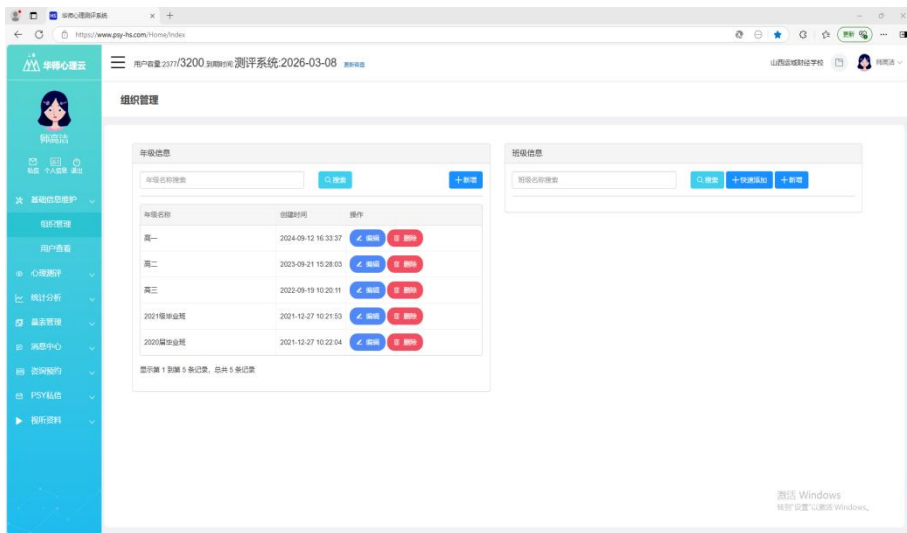 华师心理测评系统
https://www.psy-hs.com/Home/Index
更新
华师心理云
用户容量:2377/3200 到期时间:测评系统:2026-03-08
山西运城财经学校
师高洁
组织管理
师高洁
私信 个人信息 退出
基础信息维护
组织管理
用户查看
心理测评
统计分析
量表管理
消息中心
咨询预约
PSY私信
视听资料
年级信息
年级名称搜索
搜索
新增
年级名称 创建时间 操作
高一 2024-09-12 16:33:37 编辑 删除
高二 2023-09-21 15:28:03 编辑 删除
高三 2022-09-19 10:20:11 编辑 删除
2021级毕业班 2021-12-27 10:21:53 编辑 删除
2020届毕业班 2021-12-27 10:22:04 编辑 删除
显示第 1 到第 5 条记录，总共 5 条记录
班级信息
班级名称搜索
搜索
快速添加
新增
激活 Windows
转到"设置"以激活 Windows。